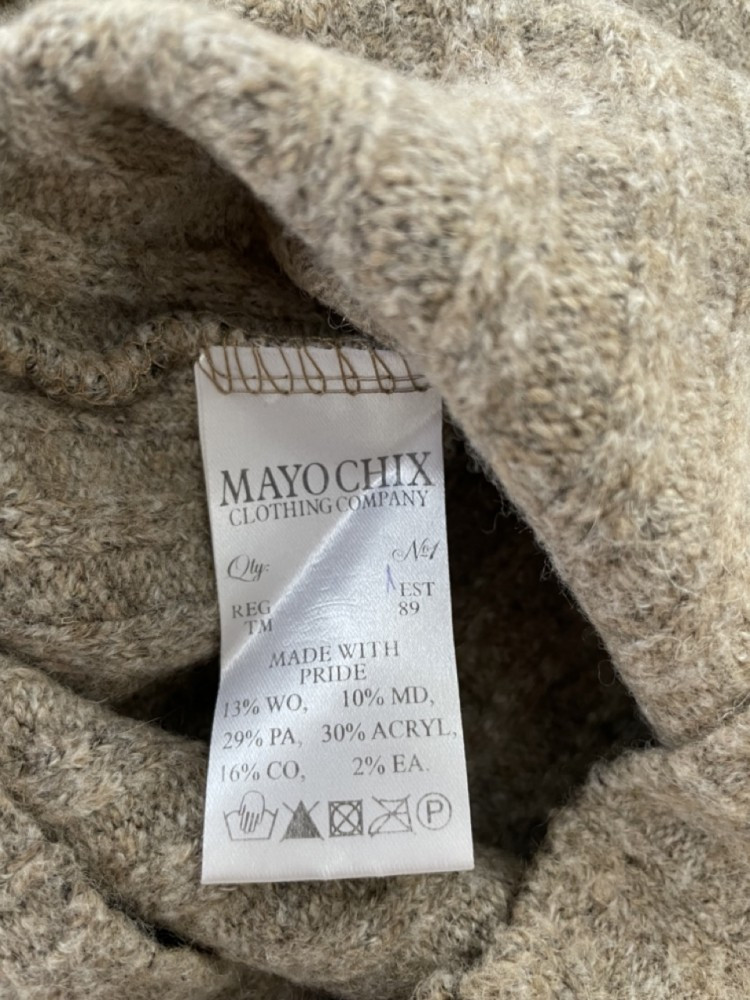 MAYO CHIX
CLOTHING COMPANY
Qty: №1
REG EST
TM 89
MADE WITH
PRIDE
13% WO, 10% MD,
29% PA, 30% ACRYL,
16% CO, 2% EA.
P